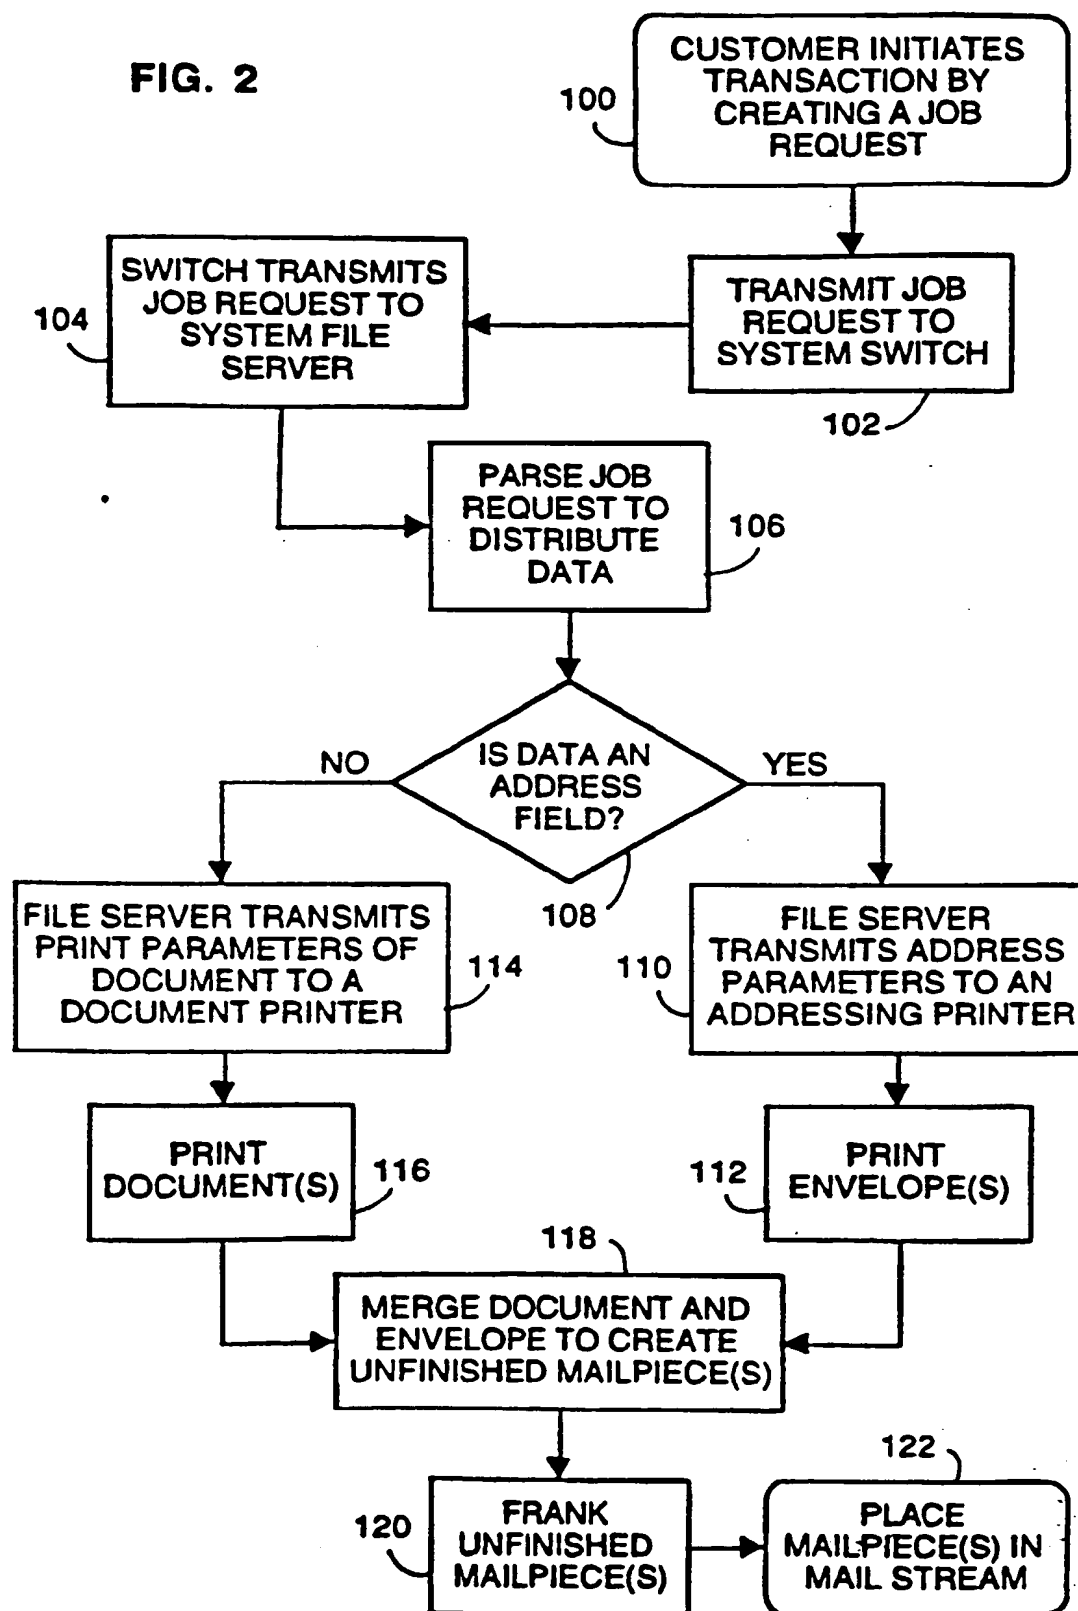 FIG. 2
CUSTOMER INITIATES
TRANSACTION BY
CREATING A JOB
REQUEST
100
SWITCH TRANSMITS
JOB REQUEST TO
SYSTEM FILE
SERVER
104
TRANSMIT JOB
REQUEST TO
SYSTEM SWITCH
102
PARSE JOB
REQUEST TO
DISTRIBUTE
DATA
106
NO
IS DATA AN
ADDRESS
FIELD?
YES
108
FILE SERVER TRANSMITS
PRINT PARAMETERS OF
DOCUMENT TO A
DOCUMENT PRINTER
114
110
FILE SERVER
TRANSMITS ADDRESS
PARAMETERS TO AN
ADDRESSING PRINTER
PRINT
DOCUMENT(S)
116
112
PRINT
ENVELOPE(S)
118
MERGE DOCUMENT AND
ENVELOPE TO CREATE
UNFINISHED MAILPIECE(S)
120
FRANK
UNFINISHED
MAILPIECE(S)
122
PLACE
MAILPIECE(S) IN
MAIL STREAM